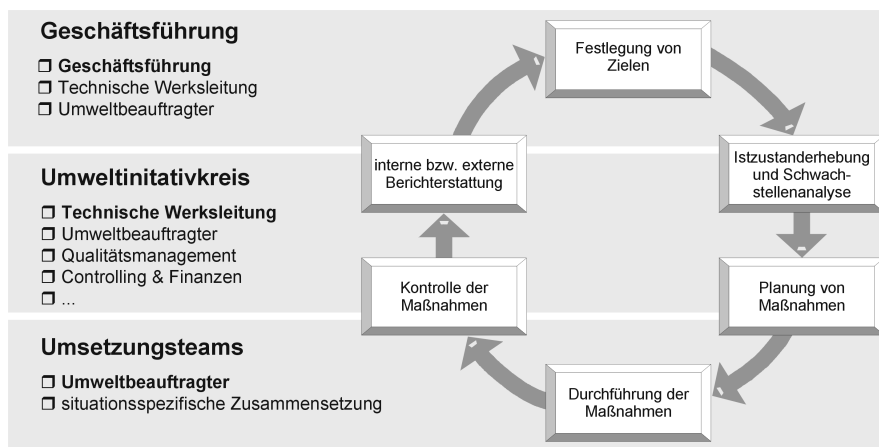 Geschäftsführung
❒ Geschäftsführung
❒ Technische Werksleitung
❒ Umweltbeauftragter
Umweltinitativkreis
❒ Technische Werksleitung
❒ Umweltbeauftragter
❒ Qualitätsmanagement
❒ Controlling & Finanzen
❒ ...
Umsetzungsteams
❒ Umweltbeauftragter
❒ situationsspezifische Zusammensetzung
Festlegung von
Zielen
Istzustanderhebung
und Schwach-
stellenanalyse
Planung von
Maßnahmen
Durchführung der
Maßnahmen
Kontrolle der
Maßnahmen
interne bzw. externe
Berichterstattung